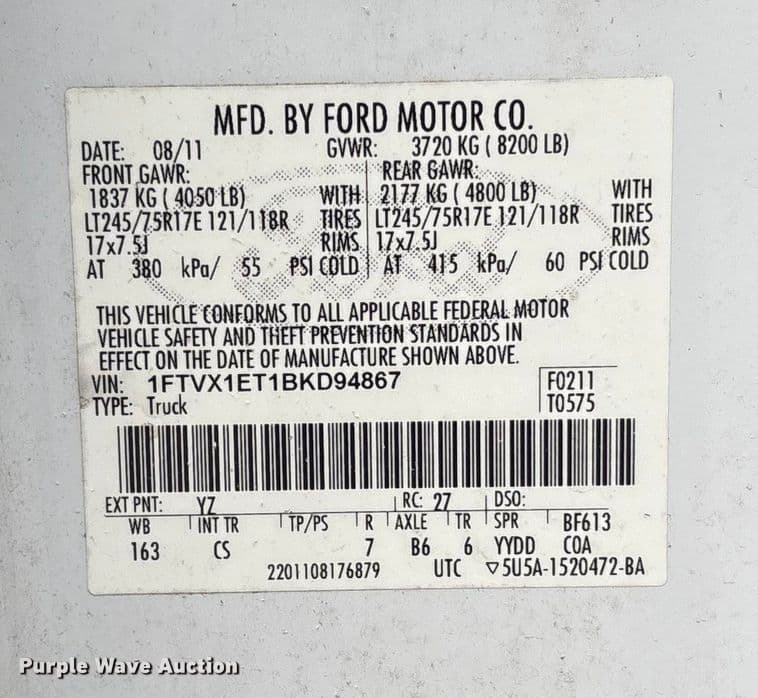 MFD. BY FORD MOTOR CO.
DATE: 08/11 GVWR: 3720 KG ( 8200 LB)
FRONT GAWR: REAR GAWR:
1837 KG ( 4050 LB) WITH 2177 KG ( 4800 LB) WITH
LT245/75R17E 121/118R TIRES LT245/75R17E 121/118R TIRES
17x7.5J RIMS 17x7.5J RIMS
AT 380 kPa/ 55 PSI COLD AT 415 kPa/ 60 PSI COLD
THIS VEHICLE CONFORMS TO ALL APPLICABLE FEDERAL MOTOR
VEHICLE SAFETY AND THEFT PREVENTION STANDARDS IN
EFFECT ON THE DATE OF MANUFACTURE SHOWN ABOVE.
VIN: 1FTVX1ET1BKD94867 F0211
TYPE: Truck T0575
EXT PNT: YZ RC: 27 DSO:
WB INT TR TP/PS R AXLE TR SPR BF613
163 CS 7 B6 6 YYDD COA
2201108176879 UTC ▽5U5A-1520472-BA
Purple Wave Auction